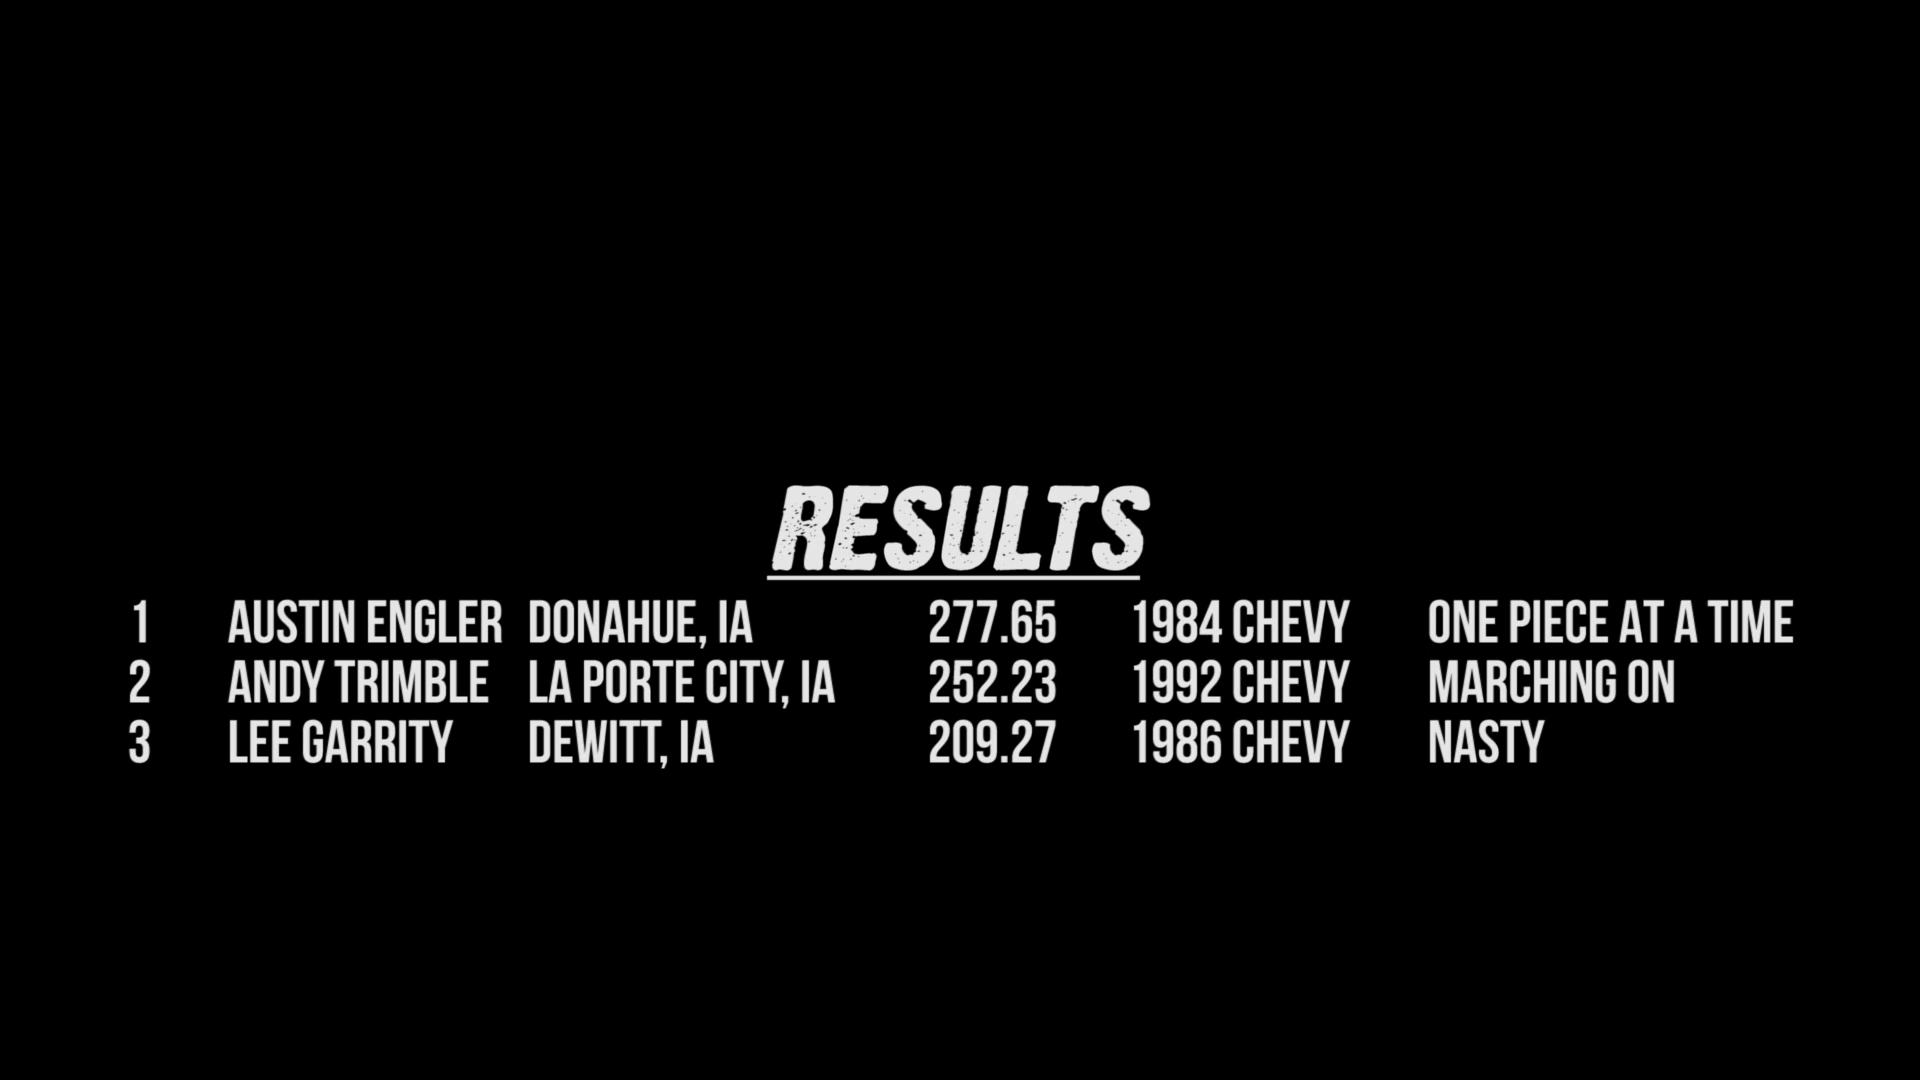 RESULTS
1 AUSTIN ENGLER DONAHUE, IA 277.65 1984 CHEVY ONE PIECE AT A TIME
2 ANDY TRIMBLE LA PORTE CITY, IA 252.23 1992 CHEVY MARCHING ON
3 LEE GARRITY DEWITT, IA 209.27 1986 CHEVY NASTY